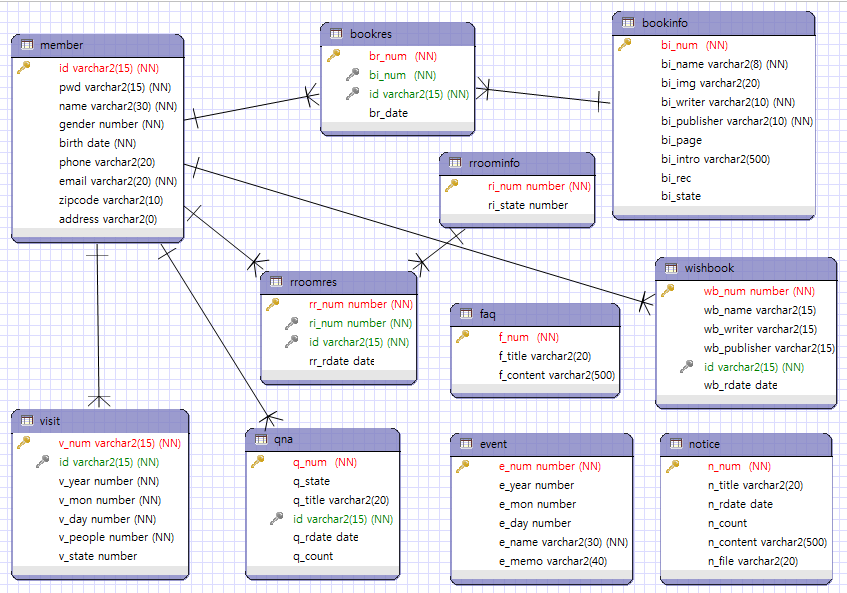 member
id varchar2(15) (NN)
pwd varchar2(15) (NN)
name varchar2(30) (NN)
gender number (NN)
birth date (NN)
phone varchar2(20)
email varchar2(20) (NN)
zipcode varchar2(10)
address varchar2(0)
bookres
br_num (NN)
bi_num (NN)
id varchar2(15) (NN)
br_date
bookinfo
bi_num (NN)
bi_name varchar2(8) (NN)
bi_img varchar2(20)
bi_writer varchar2(10) (NN)
bi_publisher varchar2(10) (NN)
bi_page
bi_intro varchar2(500)
bi_rec
bi_state
rroominfo
ri_num number (NN)
ri_state number
rroomres
rr_num number (NN)
ri_num number (NN)
id varchar2(15) (NN)
rr_rdate date
faq
f_num (NN)
f_title varchar2(20)
f_content varchar2(500)
wishbook
wb_num number (NN)
wb_name varchar2(15)
wb_writer varchar2(15)
wb_publisher varchar2(15)
id varchar2(15) (NN)
wb_rdate date
visit
v_num varchar2(15) (NN)
id varchar2(15) (NN)
v_year number (NN)
v_mon number (NN)
v_day number (NN)
v_people number (NN)
v_state number
qna
q_num (NN)
q_state
q_title varchar2(20)
id varchar2(15) (NN)
q_rdate date
q_count
event
e_num number (NN)
e_year number
e_mon number
e_day number
e_name varchar2(30) (NN)
e_memo varchar2(40)
notice
n_num (NN)
n_title varchar2(20)
n_rdate date
n_count
n_content varchar2(500)
n_file varchar2(20)